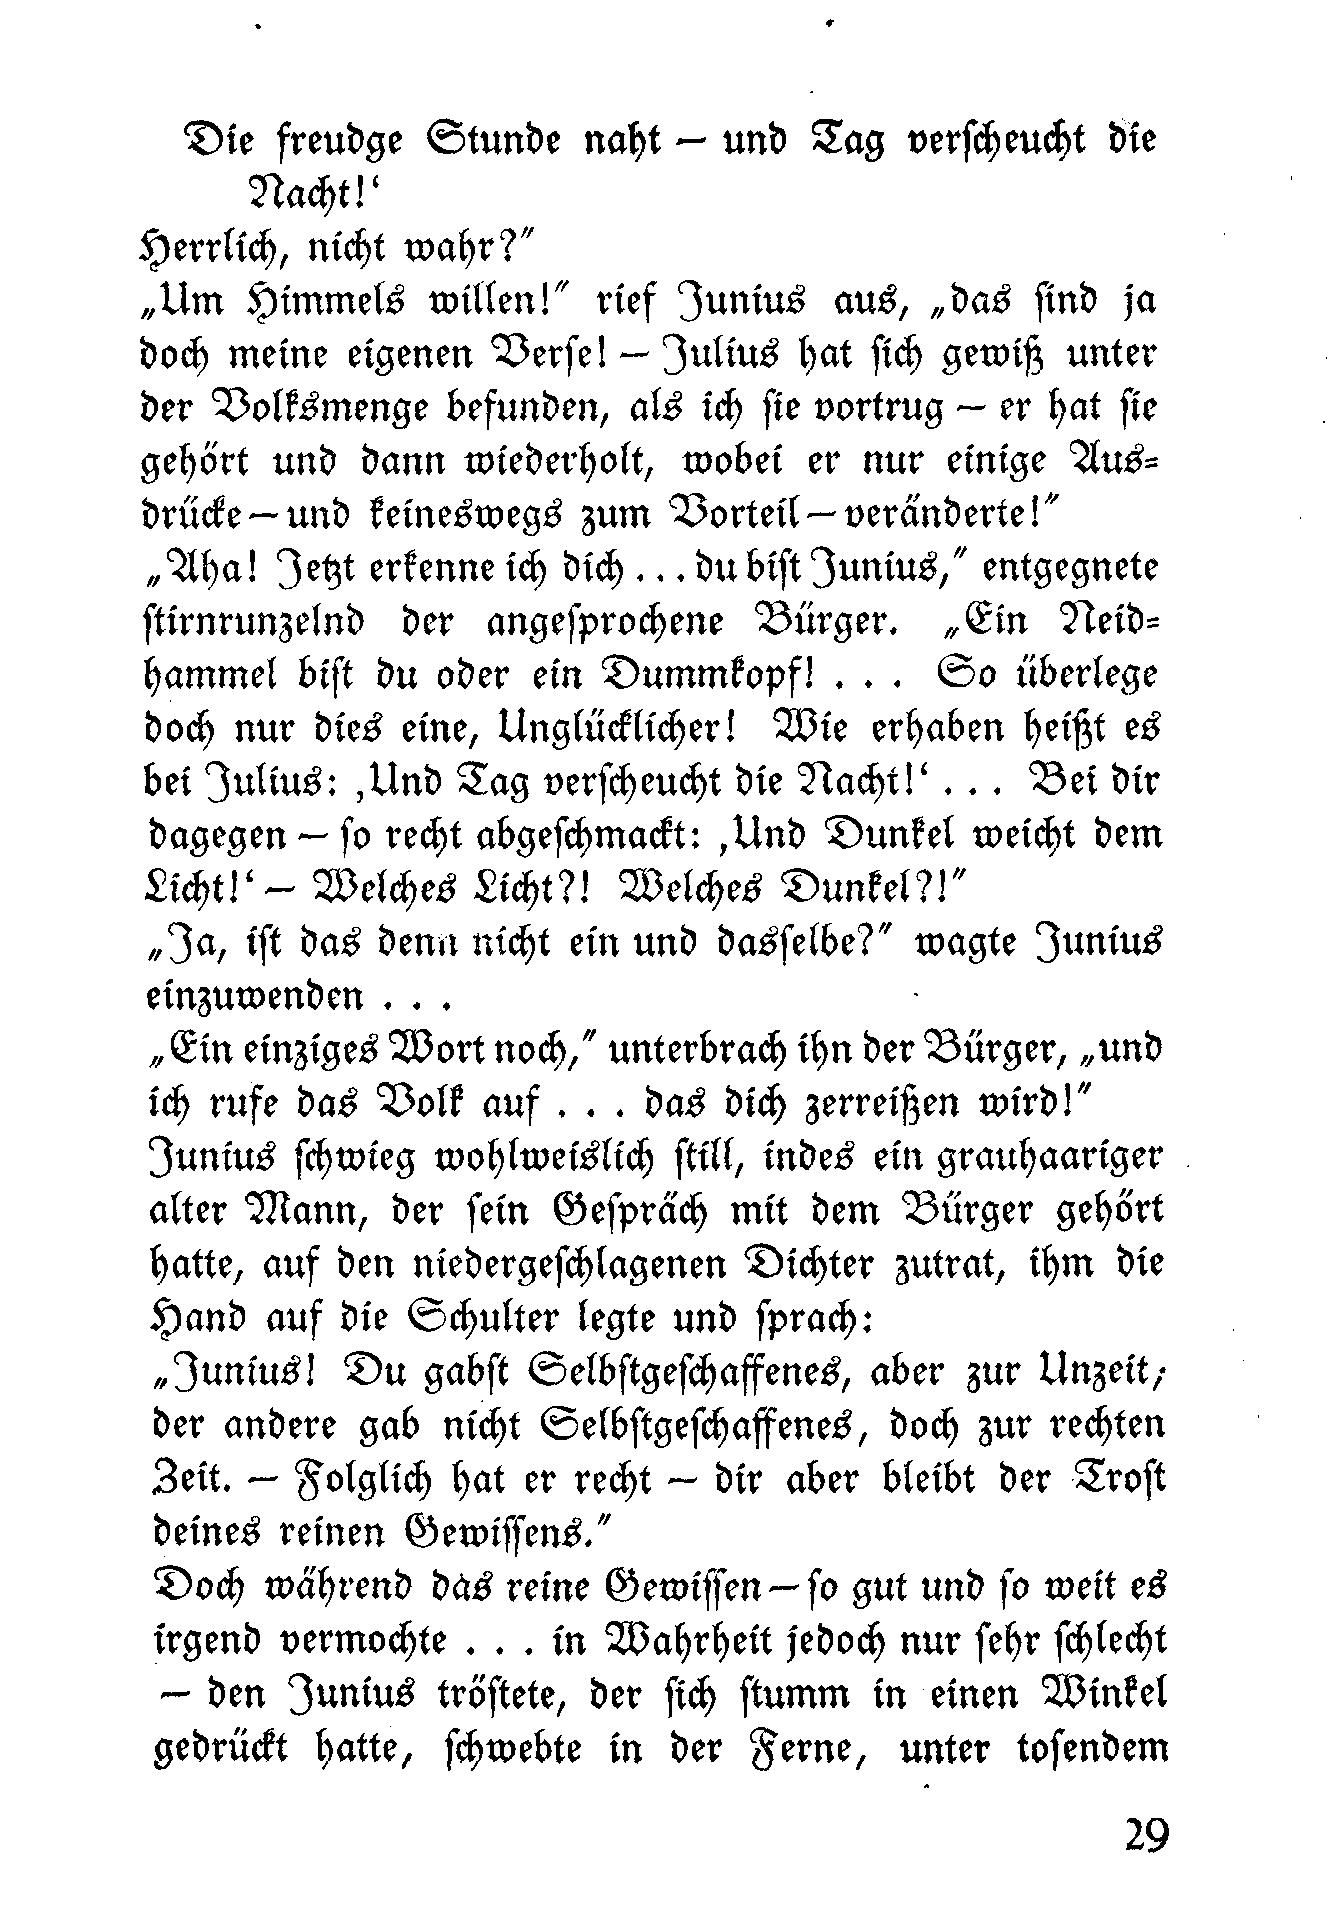 Die freudge Stunde naht – und Tag verscheucht die
Nacht!‘
Herrlich, nicht wahr?“
„Um Himmels willen!“ rief Junius aus, „das sind ja
doch meine eigenen Verse! – Julius hat sich gewiß unter
der Volksmenge befunden, als ich sie vortrug – er hat sie
gehört und dann wiederholt, wobei er nur einige Aus=
drücke – und keineswegs zum Vorteil – veränderte!“
„Aha! Jetzt erkenne ich dich ... du bist Junius,“ entgegnete
stirnrunzelnd der angesprochene Bürger. „Ein Neid=
hammel bist du oder ein Dummkopf! . . . So überlege
doch nur dies eine, Unglücklicher! Wie erhaben heißt es
bei Julius: ‚Und Tag verscheucht die Nacht!‘ . . . Bei dir
dagegen – so recht abgeschmackt: ‚Und Dunkel weicht dem
Licht!‘ – Welches Licht?! Welches Dunkel?!“
„Ja, ist das denn nicht ein und dasselbe?“ wagte Junius
einzuwenden . . .
„Ein einziges Wort noch,“ unterbrach ihn der Bürger, „und
ich rufe das Volk auf . . . das dich zerreißen wird!“
Junius schwieg wohlweislich still, indes ein grauhaariger
alter Mann, der sein Gespräch mit dem Bürger gehört
hatte, auf den niedergeschlagenen Dichter zutrat, ihm die
Hand auf die Schulter legte und sprach:
„Junius! Du gabst Selbstgeschaffenes, aber zur Unzeit;
der andere gab nicht Selbstgeschaffenes, doch zur rechten
Zeit. – Folglich hat er recht – dir aber bleibt der Trost
deines reinen Gewissens.“
Doch während das reine Gewissen – so gut und so weit es
irgend vermochte . . . in Wahrheit jedoch nur sehr schlecht
– den Junius tröstete, der sich stumm in einen Winkel
gedrückt hatte, schwebte in der Ferne, unter tosendem
29